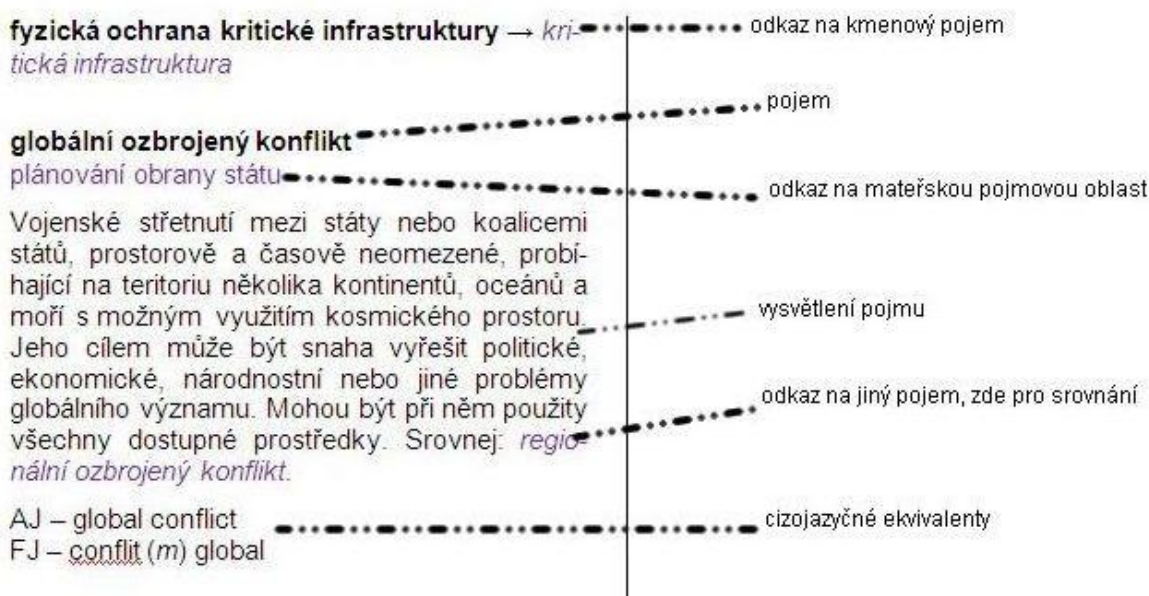 fyzická ochrana kritické infrastruktury → kri-
tická infrastruktura
globální ozbrojený konflikt
plánování obrany státu
Vojenské střetnutí mezi státy nebo koalicemi
států, prostorově a časově neomezené, probí-
hající na teritoriu několika kontinentů, oceánů a
moří s možným využitím kosmického prostoru.
Jeho cílem může být snaha vyřešit politické,
ekonomické, národnostní nebo jiné problémy
globálního významu. Mohou být při něm použity
všechny dostupné prostředky. Srovnej: regio-
nální ozbrojený konflikt.
AJ – global conflict
FJ – conflit (m) global
odkaz na kmenový pojem
pojem
odkaz na mateřskou pojmovou oblast
vysvětlení pojmu
odkaz na jiný pojem, zde pro srovnání
cizojazyčné ekvivalenty